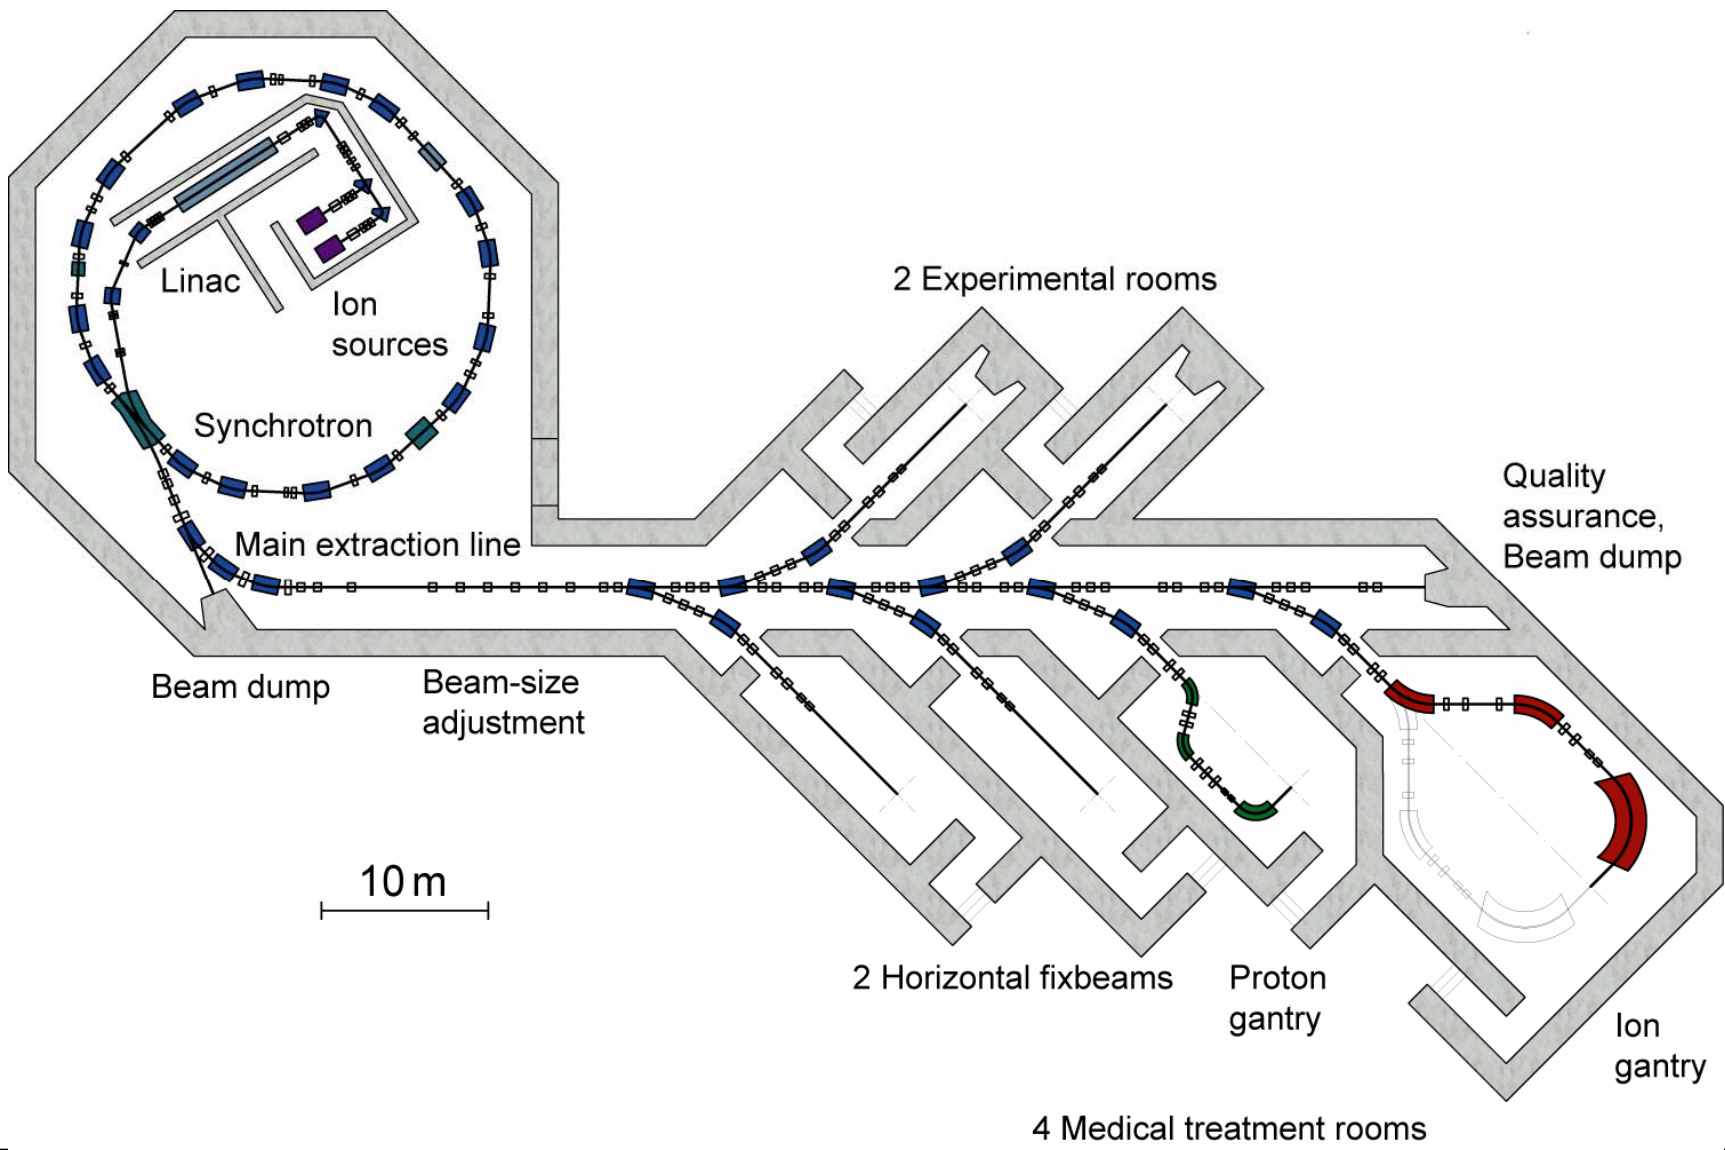 2 Experimental rooms
Linac
Ion
sources
Synchrotron
Quality
assurance,
Beam dump
Main extraction line
Beam dump
Beam-size
adjustment
10 m
2 Horizontal fixbeams
Proton
gantry
Ion
gantry
4 Medical treatment rooms